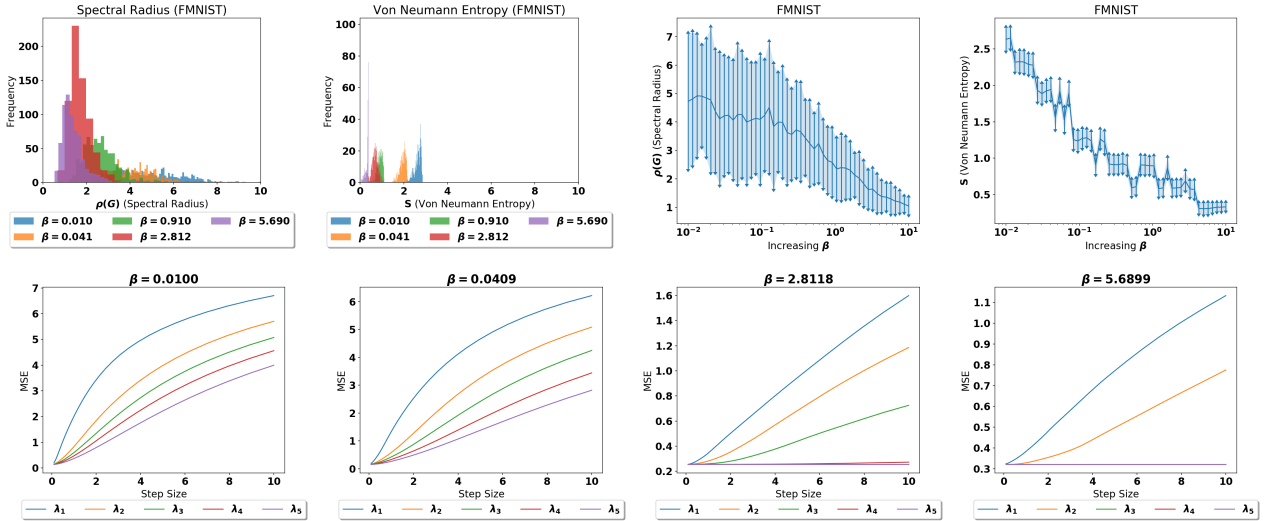 Spectral Radius (FMNIST)
Frequency
200
150
100
50
0
0 2 4 6 8 10
ρ(G) (Spectral Radius)
β = 0.010 β = 0.910 β = 5.690
β = 0.041 β = 2.812
Von Neumann Entropy (FMNIST)
Frequency
100
80
60
40
20
0
0 2 4 6 8 10
S (Von Neumann Entropy)
β = 0.010 β = 0.910 β = 5.690
β = 0.041 β = 2.812
FMNIST
ρ(G) (Spectral Radius)
7
6
5
4
3
2
1
10⁻² 10⁻¹ 10⁰ 10¹
Increasing β
FMNIST
S (Von Neumann Entropy)
2.5
2.0
1.5
1.0
0.5
10⁻² 10⁻¹ 10⁰ 10¹
Increasing β
β = 0.0100
MSE
7
6
5
4
3
2
1
0
0 2 4 6 8 10
Step Size
λ₁ λ₂ λ₃ λ₄ λ₅
β = 0.0409
MSE
6
5
4
3
2
1
0
0 2 4 6 8 10
Step Size
λ₁ λ₂ λ₃ λ₄ λ₅
β = 2.8118
MSE
1.6
1.4
1.2
1.0
0.8
0.6
0.4
0.2
0 2 4 6 8 10
Step Size
λ₁ λ₂ λ₃ λ₄ λ₅
β = 5.6899
MSE
1.1
1.0
0.9
0.8
0.7
0.6
0.5
0.4
0.3
0 2 4 6 8 10
Step Size
λ₁ λ₂ λ₃ λ₄ λ₅